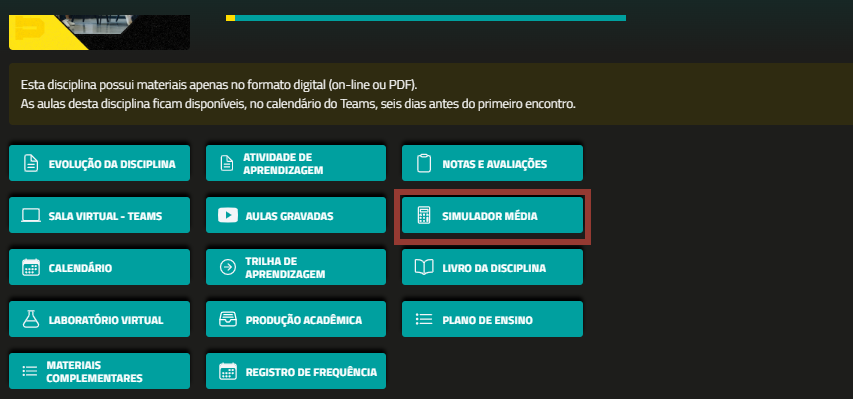 Esta disciplina possui materiais apenas no formato digital (on-line ou PDF).
As aulas desta disciplina ficam disponíveis, no calendário do Teams, seis dias antes do primeiro encontro.
EVOLUÇÃO DA DISCIPLINA
ATIVIDADE DE
APRENDIZAGEM
NOTAS E AVALIAÇÕES
SALA VIRTUAL - TEAMS
AULAS GRAVADAS
SIMULADOR MÉDIA
CALENDÁRIO
TRILHA DE
APRENDIZAGEM
LIVRO DA DISCIPLINA
LABORATÓRIO VIRTUAL
PRODUÇÃO ACADÊMICA
PLANO DE ENSINO
MATERIAIS
COMPLEMENTARES
REGISTRO DE FREQUÊNCIA